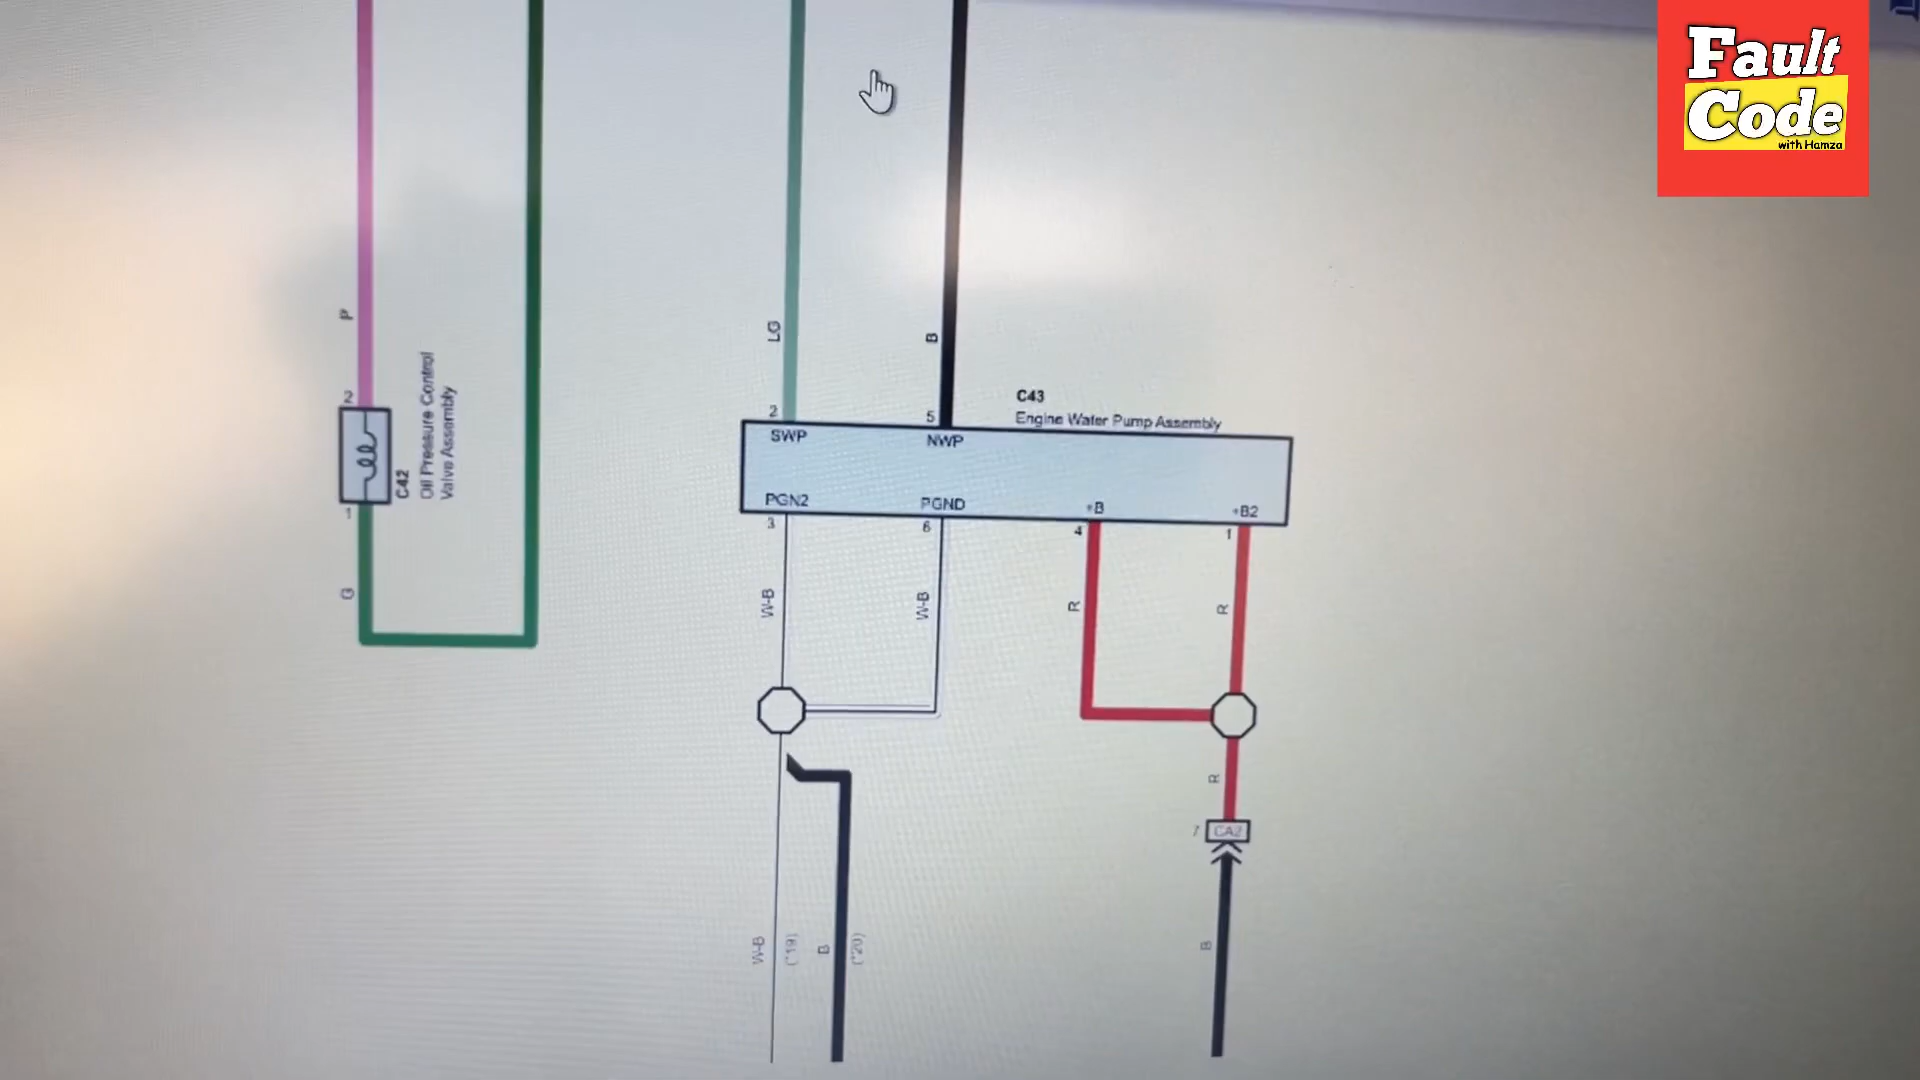 Fault
Code
with Hamza
P
2
C42
Oil Pressure Control
Valve Assembly
1
G
LG
B
2
5
C43
Engine Water Pump Assembly
SWP
NWP
PGN2
PGND
+B
+B2
3
6
4
1
W-B
W-B
R
R
R
7
CA2
W-B
(*19)
B
(*20)
B